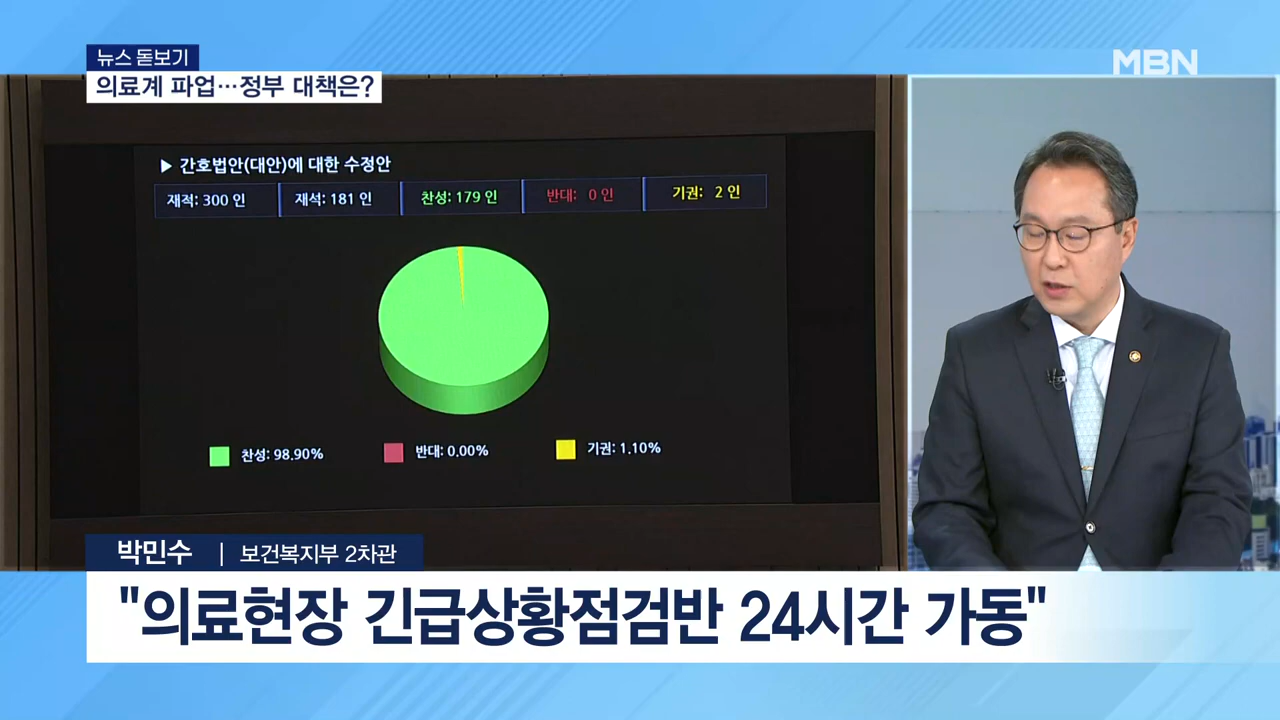 뉴스 돋보기
의료계 파업…정부 대책은?
MBN
▶ 간호법안(대안)에 대한 수정안
재적: 300 인 재석: 181 인 찬성: 179 인 반대: 0 인 기권: 2 인
찬성: 98.90% 반대: 0.00% 기권: 1.10%
박민수 | 보건복지부 2차관
"의료현장 긴급상황점검반 24시간 가동"